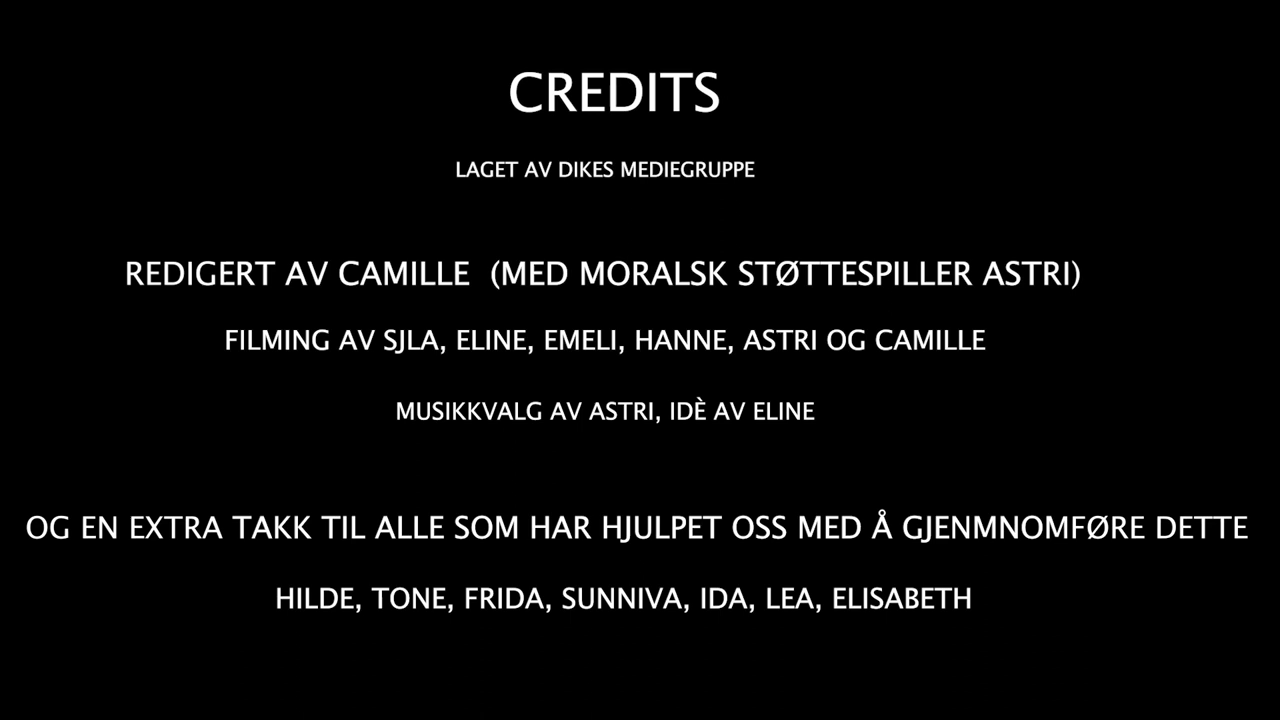 CREDITS
LAGET AV DIKES MEDIEGRUPPE
REDIGERT AV CAMILLE (MED MORALSK STØTTESPILLER ASTRI)
FILMING AV SJLA, ELINE, EMELI, HANNE, ASTRI OG CAMILLE
MUSIKKVALG AV ASTRI, IDÈ AV ELINE
OG EN EXTRA TAKK TIL ALLE SOM HAR HJULPET OSS MED Å GJENMNOMFØRE DETTE
HILDE, TONE, FRIDA, SUNNIVA, IDA, LEA, ELISABETH